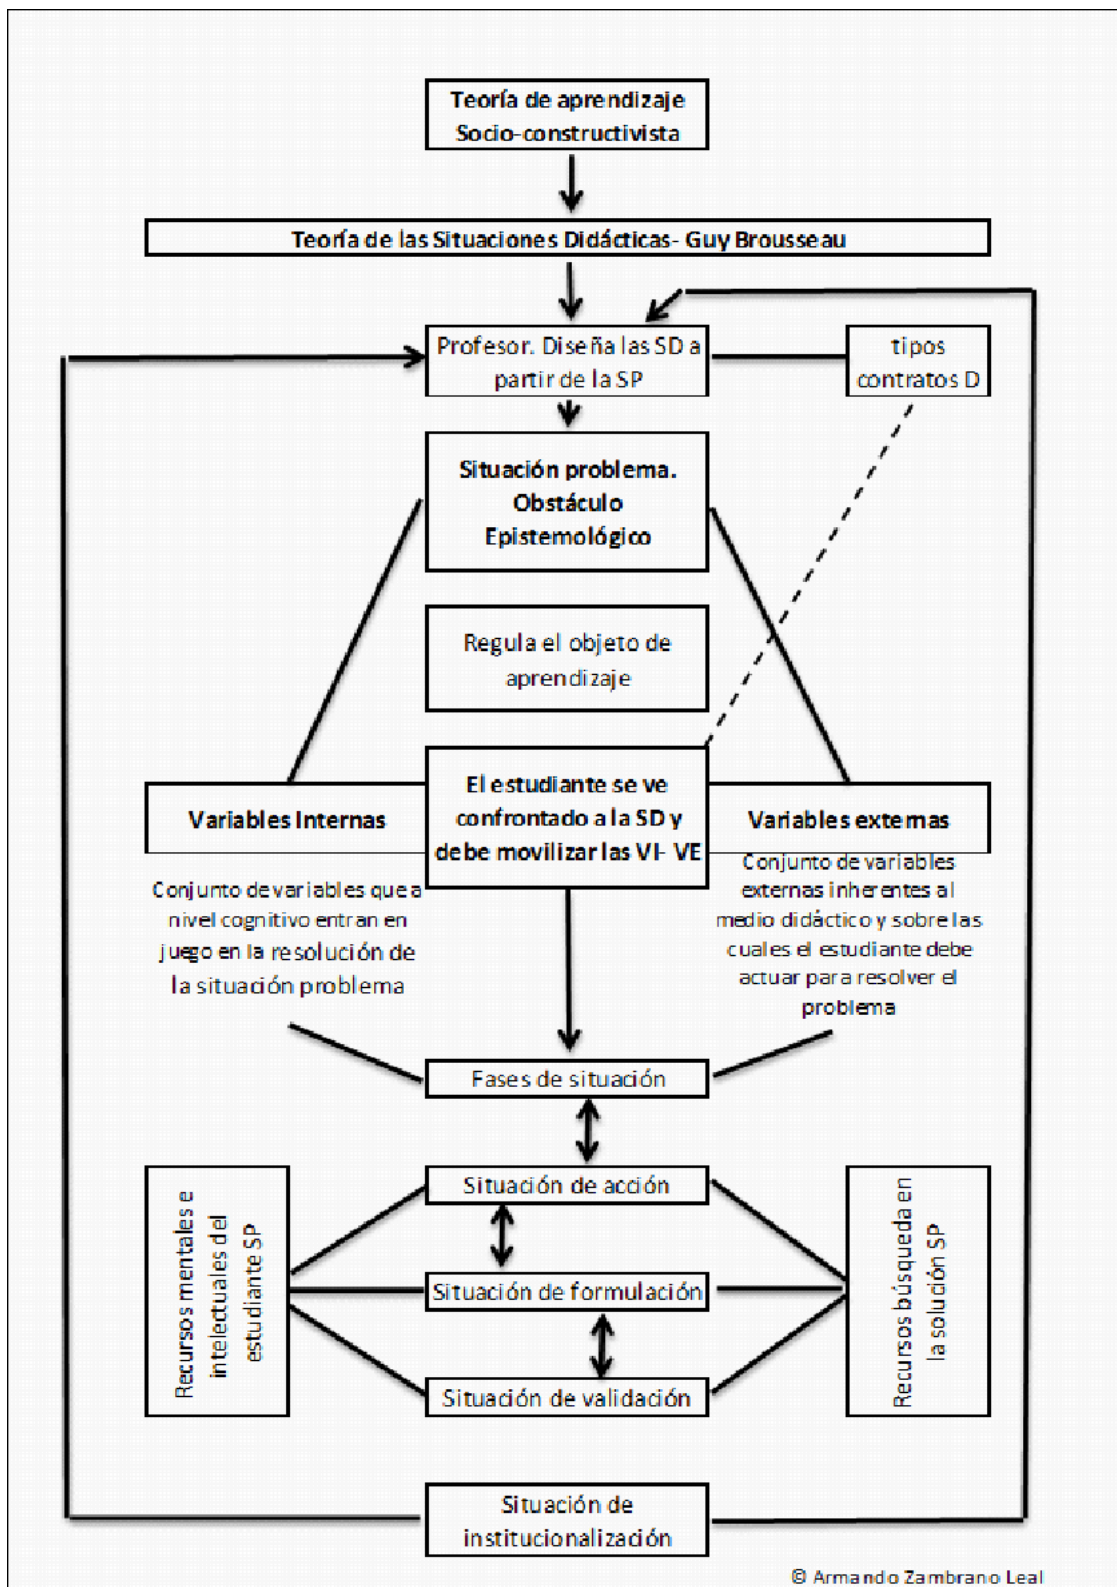 Teoría de aprendizaje
Socio-constructivista
Teoría de las Situaciones Didácticas- Guy Brousseau
Profesor. Diseña las SD a
partir de la SP
tipos
contratos D
Situación problema.
Obstáculo
Epistemológico
Regula el objeto de
aprendizaje
El estudiante se ve
confrontado a la SD y
debe movilizar las VI- VE
Variables Internas
Variables externas
Conjunto de variables que a
nivel cognitivo entran en
juego en la resolución de
la situación problema
Conjunto de variables
externas inherentes al
medio didáctico y sobre las
cuales el estudiante debe
actuar para resolver el
problema
Fases de situación
Situación de acción
Situación de formulación
Situación de validación
Recursos mentales e
intelectuales del
estudiante SP
Recursos búsqueda en
la solución SP
Situación de
institucionalización
© Armando Zambrano Leal